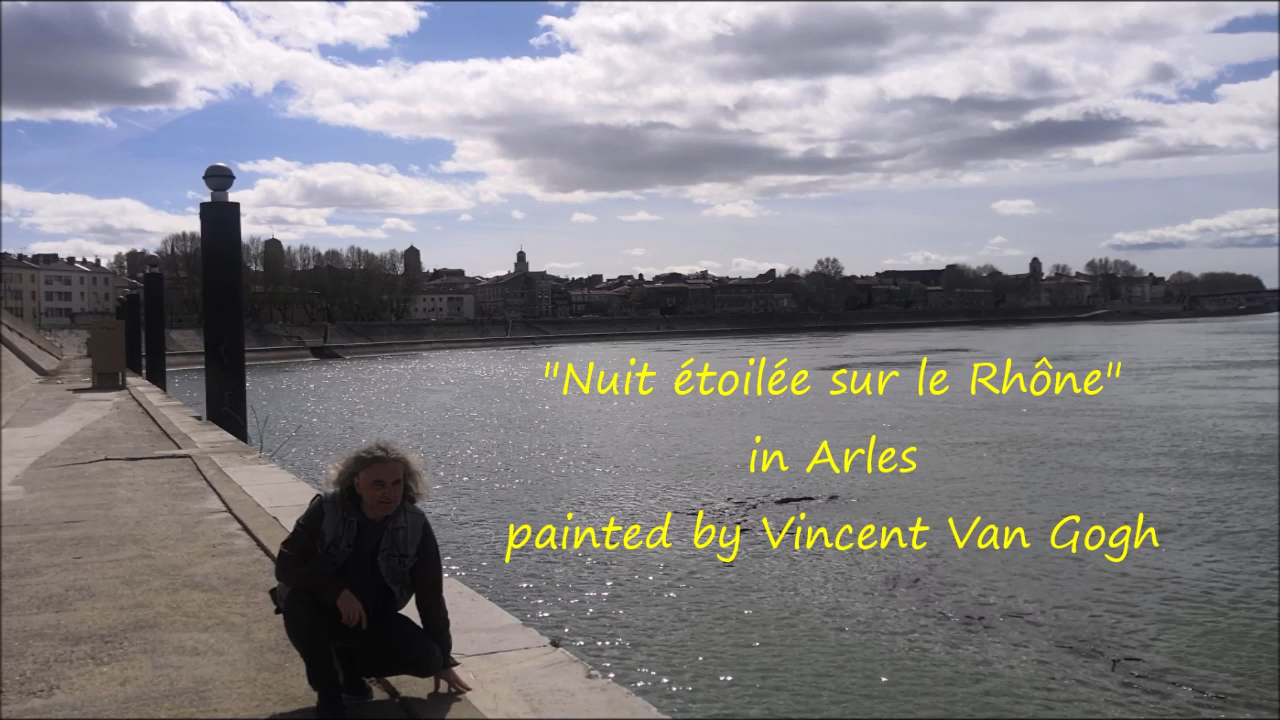 "Nuit étoilée sur le Rhône"
in Arles
painted by Vincent Van Gogh